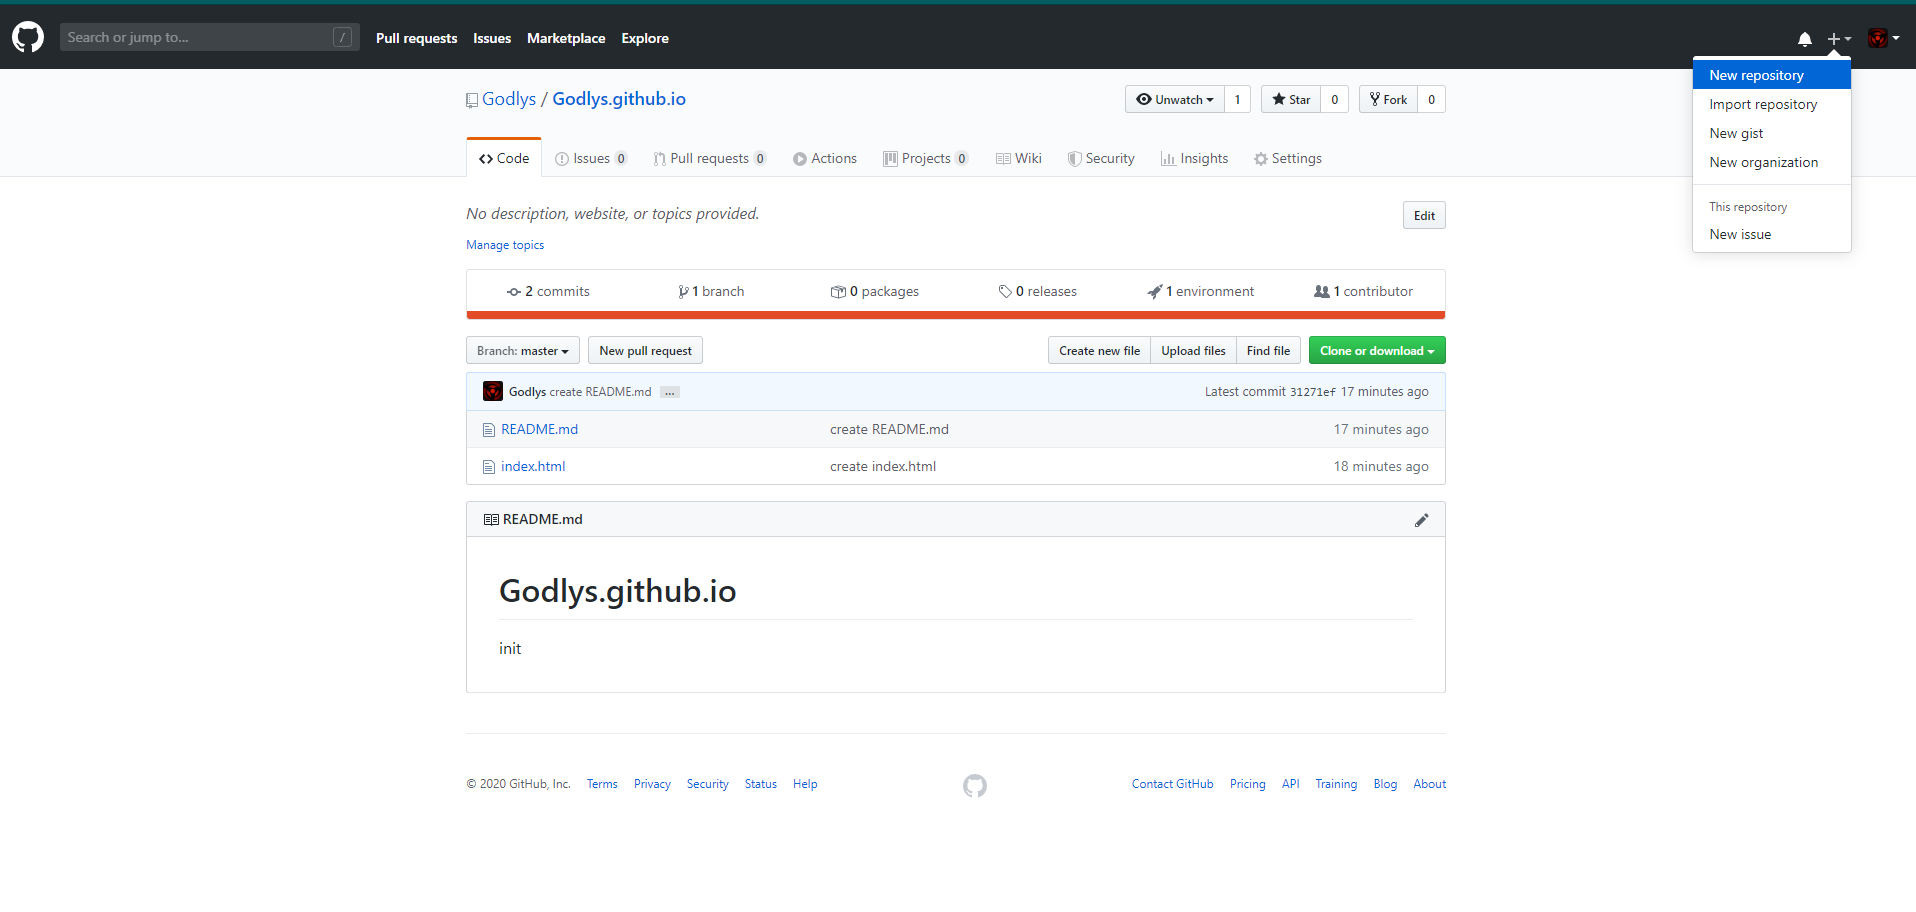 Search or jump to... / Pull requests Issues Marketplace Explore
New repository
Import repository
New gist
New organization
This repository
New issue
Godlys / Godlys.github.io Unwatch 1 Star 0 Fork 0
Code Issues 0 Pull requests 0 Actions Projects 0 Wiki Security Insights Settings
No description, website, or topics provided. Edit
Manage topics
2 commits 1 branch 0 packages 0 releases 1 environment 1 contributor
Branch: master New pull request Create new file Upload files Find file Clone or download
Godlys create README.md ... Latest commit 31271ef 17 minutes ago
README.md create README.md 17 minutes ago
index.html create index.html 18 minutes ago
README.md
Godlys.github.io
init
© 2020 GitHub, Inc. Terms Privacy Security Status Help Contact GitHub Pricing API Training Blog About